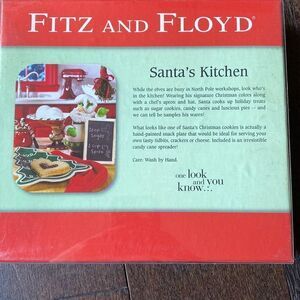 FITZ AND FLOYD®
Santa's Kitchen
While the elves are busy in North Pole workshops, look who's
in the kitchen! Wearing his signature Christmas colors along
with a chef's apron and hat, Santa cooks up holiday treats
such as sugar cookies, candy canes and luscious pies -- and
we can tell he samples his wares!
What looks like one of Santa's Christmas cookies is actually a
hand-painted snack plate that would be ideal for serving your
own tasty tidbits, crackers or cheese. Included is an irresistible
candy cane spreader!
Care: Wash by Hand.
one look
and you
know.:.